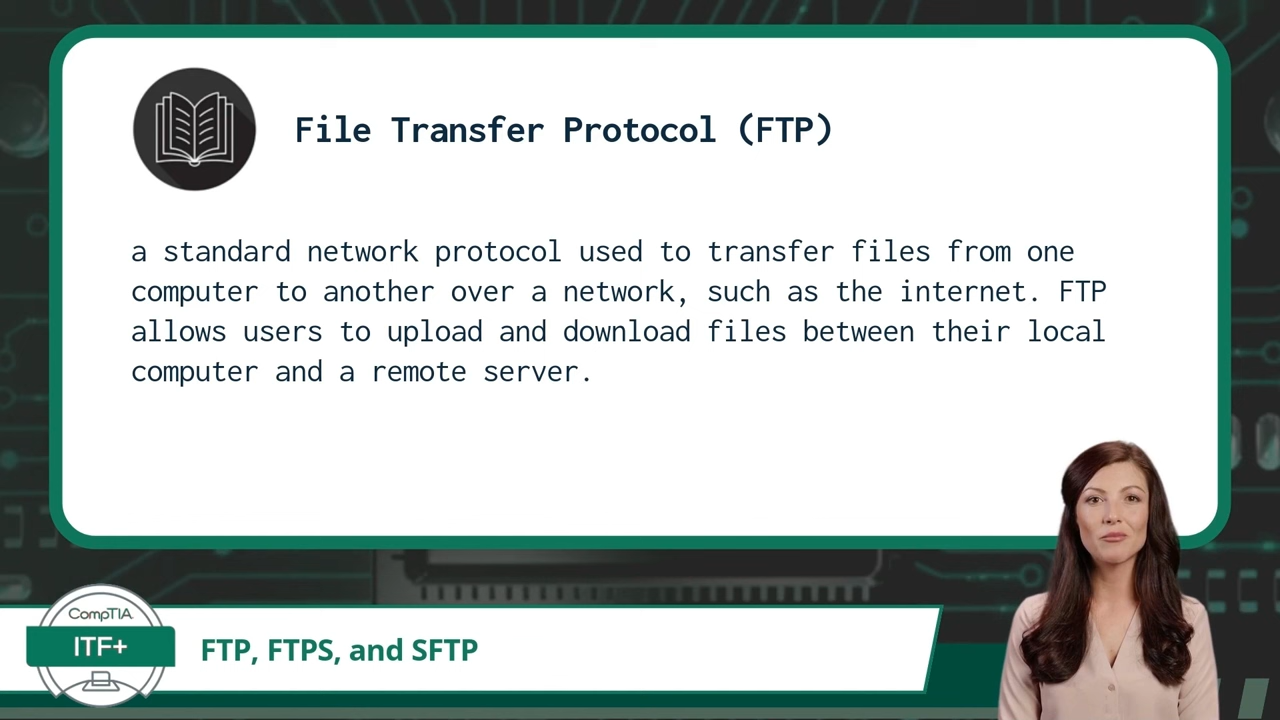 File Transfer Protocol (FTP)
a standard network protocol used to transfer files from one
computer to another over a network, such as the internet. FTP
allows users to upload and download files between their local
computer and a remote server.
CompTIA.
ITF+
FTP, FTPS, and SFTP